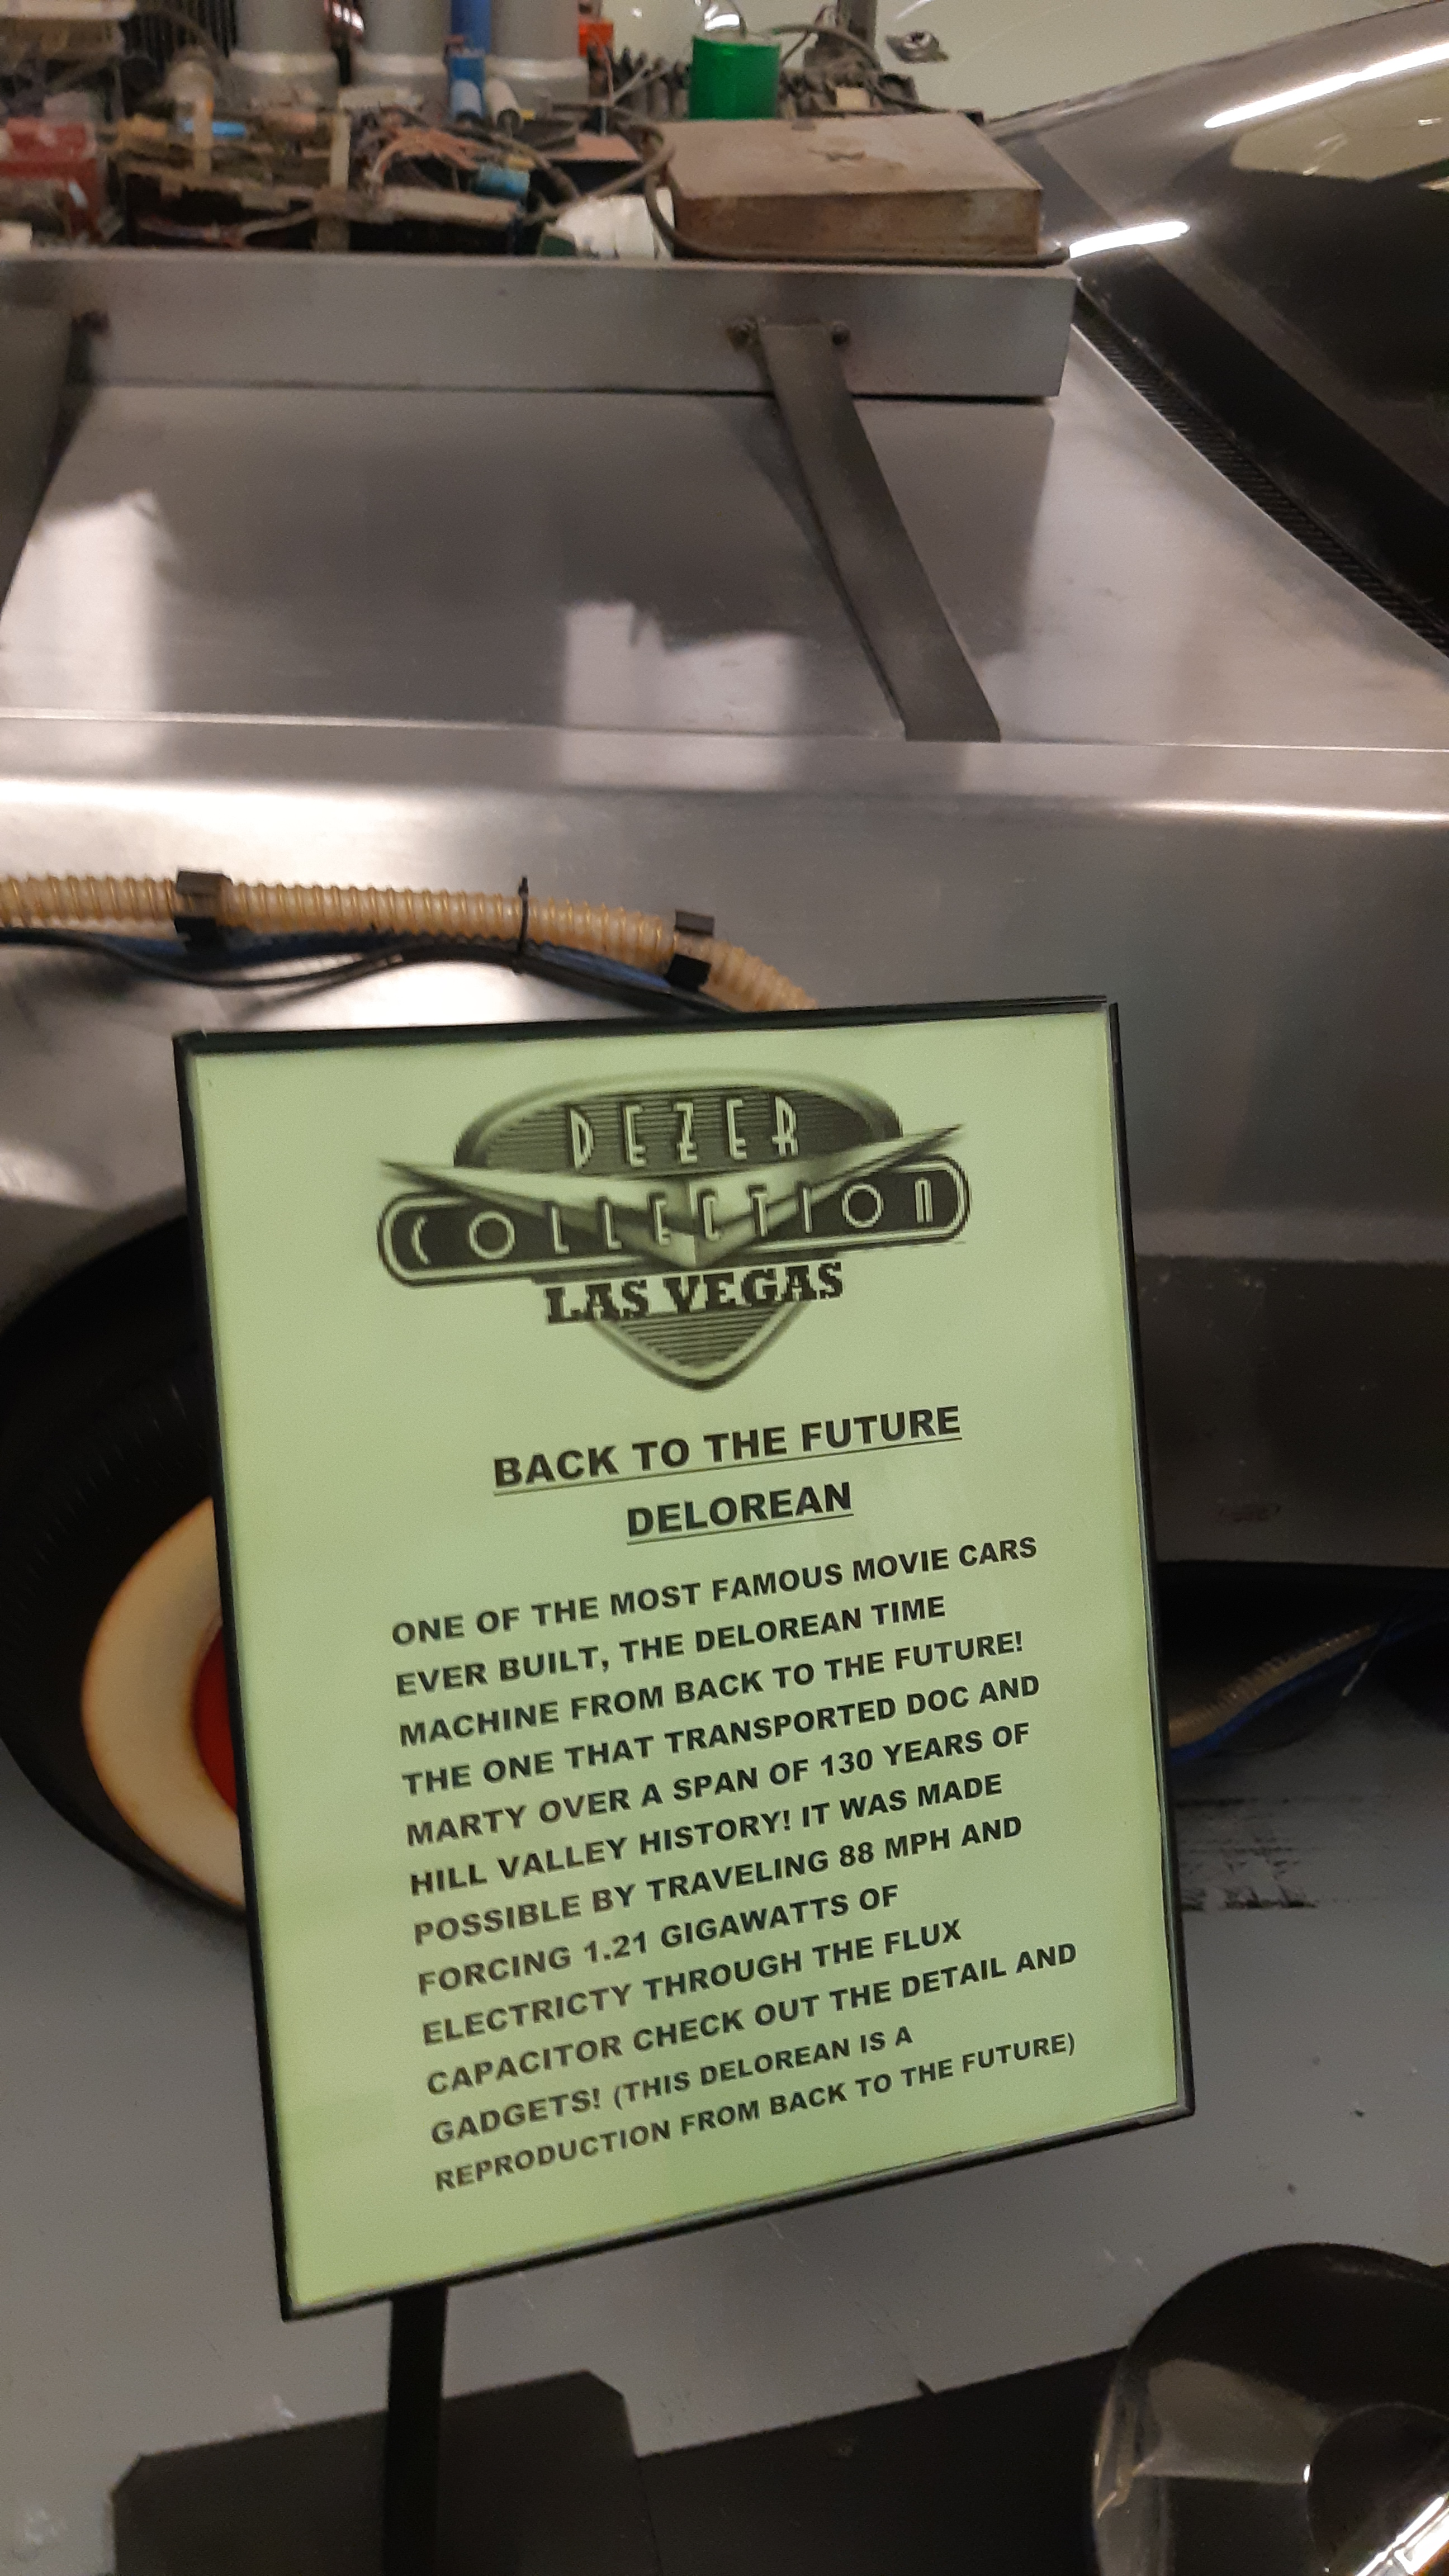 DEZER
COLLECTION
LAS VEGAS
BACK TO THE FUTURE
DELOREAN
ONE OF THE MOST FAMOUS MOVIE CARS
EVER BUILT, THE DELOREAN TIME
MACHINE FROM BACK TO THE FUTURE!
THE ONE THAT TRANSPORTED DOC AND
MARTY OVER A SPAN OF 130 YEARS OF
HILL VALLEY HISTORY! IT WAS MADE
POSSIBLE BY TRAVELING 88 MPH AND
FORCING 1.21 GIGAWATTS OF
ELECTRICTY THROUGH THE FLUX
CAPACITOR CHECK OUT THE DETAIL AND
GADGETS! (THIS DELOREAN IS A
REPRODUCTION FROM BACK TO THE FUTURE)